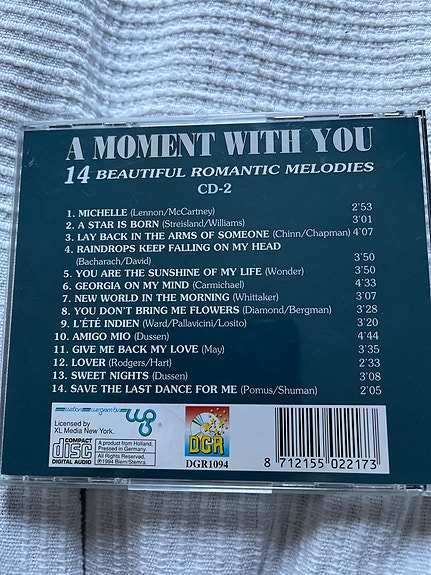 A MOMENT WITH YOU
14 BEAUTIFUL ROMANTIC MELODIES
CD-2
1. MICHELLE (Lennon/McCartney) 2'53
2. A STAR IS BORN (Streisland/Williams) 3'01
3. LAY BACK IN THE ARMS OF SOMEONE (Chinn/Chapman) 4'07
4. RAINDROPS KEEP FALLING ON MY HEAD
(Bacharach/David) 3'50
5. YOU ARE THE SUNSHINE OF MY LIFE (Wonder) 3'50
6. GEORGIA ON MY MIND (Carmichael) 4'33
7. NEW WORLD IN THE MORNING (Whittaker) 3'07
8. YOU DON'T BRING ME FLOWERS (Diamond/Bergman) 3'28
9. L'ÉTÉ INDIEN (Ward/Pallavicini/Losito) 3'20
10. AMIGO MIO (Dussen) 4'44
11. GIVE ME BACK MY LOVE (May) 3'35
12. LOVER (Rodgers/Hart) 2'33
13. SWEET NIGHTS (Dussen) 3'08
14. SAVE THE LAST DANCE FOR ME (Pomus/Shuman) 2'05
Licensed by
XL Media New York.
COMPACT
disc
DIGITAL AUDIO
A product from Holland.
Pressed in Germany.
All Rights Reserved.
℗1994 Biem/Stemra.
wg
®
DGR
DGR1094
8 712155 022173